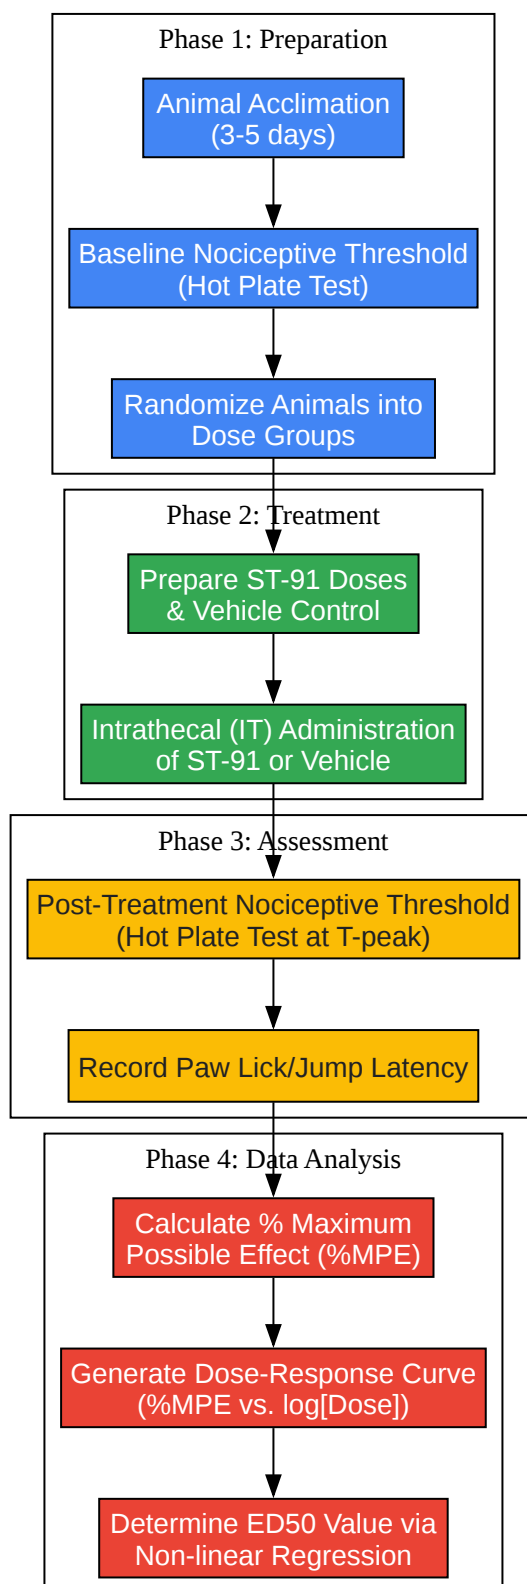 Phase 1: Preparation
Animal Acclimation
(3-5 days)
Baseline Nociceptive Threshold
(Hot Plate Test)
Randomize Animals into
Dose Groups
Phase 2: Treatment
Prepare ST-91 Doses
& Vehicle Control
Intrathecal (IT) Administration
of ST-91 or Vehicle
Phase 3: Assessment
Post-Treatment Nociceptive Threshold
(Hot Plate Test at T-peak)
Record Paw Lick/Jump Latency
Phase 4: Data Analysis
Calculate % Maximum
Possible Effect (%MPE)
Generate Dose-Response Curve
(%MPE vs. log[Dose])
Determine ED50 Value via
Non-linear Regression